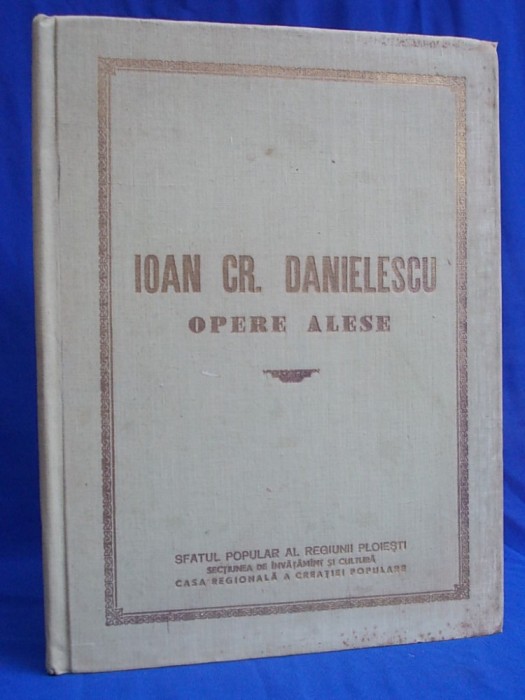 IOAN CR. DANIELESCU
OPERE ALESE
SFATUL POPULAR AL REGIUNII PLOIEȘTI
SECȚIUNEA DE ÎNVĂȚĂMÎNT ȘI CULTURĂ
CASA REGIONALĂ A CREAȚIEI POPULARE